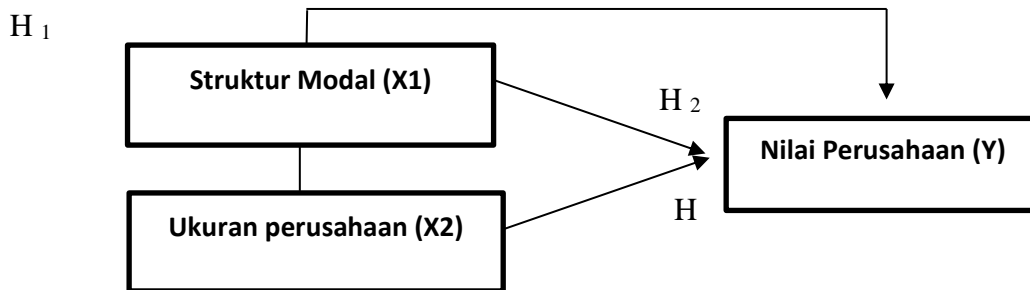 H 1
Struktur Modal (X1)
H 2
Nilai Perusahaan (Y)
H
Ukuran perusahaan (X2)